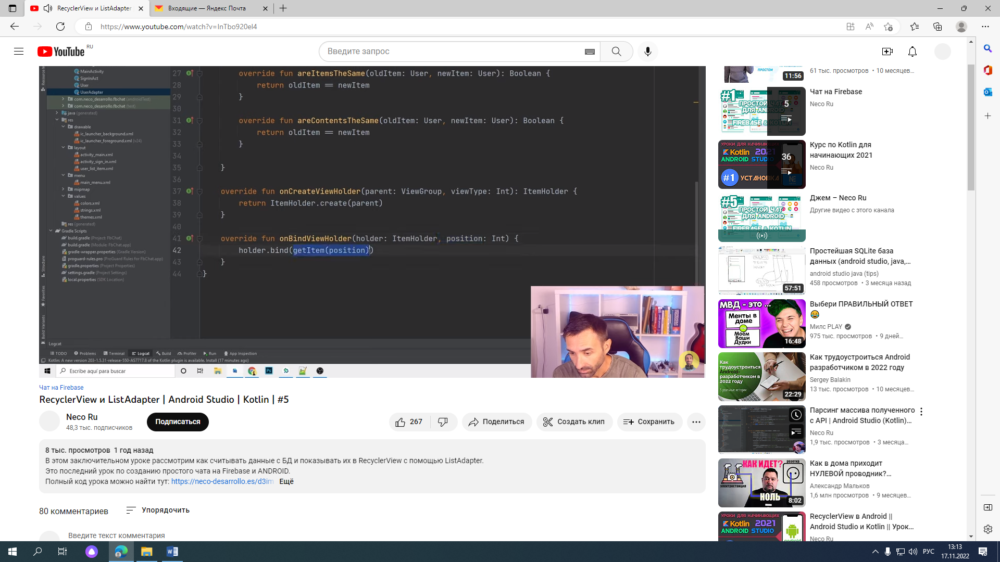 RecyclerView и ListAdapter
Входящие — Яндекс Почта
https://www.youtube.com/watch?v=InTbo920el4
YouTube
RU
Введите запрос
MainActivity
SignInAct
User
UserAdapter
com.neco_desarrollo.fbchat (androidTest)
com.neco_desarrollo.fbchat (test)
java (generated)
res
drawable
ic_launcher_background.xml
ic_launcher_foreground.xml (v24)
layout
activity_main.xml
activity_sign_in.xml
user_list_item.xml
menu
main_menu.xml
mipmap
values
colors.xml
strings.xml
themes.xml
res (generated)
Gradle Scripts
build.gradle (Project: FbChat)
build.gradle (Module: FbChat.app)
gradle-wrapper.properties (Gradle Version)
proguard-rules.pro (ProGuard Rules for FbChat.app)
gradle.properties (Project Properties)
settings.gradle (Project Settings)
local.properties (SDK Location)
Structure
Favorites
Build Variants
27 override fun areItemsTheSame(oldItem: User, newItem: User): Boolean {
28 return oldItem == newItem
29 }
30
31 override fun areContentsTheSame(oldItem: User, newItem: User): Boolean {
32 return oldItem == newItem
33 }
34
35 }
36
37 override fun onCreateViewHolder(parent: ViewGroup, viewType: Int): ItemHolder {
38 return ItemHolder.create(parent)
39 }
40
41 override fun onBindViewHolder(holder: ItemHolder, position: Int) {
42 holder.bind(getItem(position))
43 }
44 }
Logcat
TODO Problems Terminal Logcat Build Profiler Run App Inspection
Kotlin: A new version 203-1.5.31-release-550-AS7717.8 of the Kotlin plugin is available. Install (17 minutes ago)
Escribe aquí para buscar
Чат на Firebase
RecyclerView и ListAdapter | Android Studio | Kotlin | #5
Neco Ru
48,3 тыс. подписчиков
Подписаться
267
Поделиться
Создать клип
Сохранить
8 тыс. просмотров 1 год назад
В этом заключительном уроке рассмотрим как считывать данные с БД и показывать их в RecyclerView с помощью ListAdapter.
Это последний урок по созданию простого чата на Firebase и ANDROID.
Полный код урока можно найти тут: https://neco-desarrollo.es/d3im Ещё
80 комментариев
Упорядочить
Введите текст комментария
ПРОСТОМ
11:56
61 тыс. просмотров • 10 месяцев…
#1
ПРОСТОЙ ЧАТ
ДЛЯ ANDROID
FIREBASE & KOTLIN
5
Чат на Firebase
Neco Ru
УРОКИ ДЛЯ НАЧИНАЮЩИХ
Kotlin 2021
ANDROID STUDIO
#1 УСТАНОВКА
36
Курс по Kotlin для
начинающих 2021
Neco Ru
#5
ПРОСТОЙ ЧАТ
ДЛЯ ANDROID
FIREBASE & KOTLIN
Джем – Neco Ru
Другие видео с этого канала
57:51
Простейшая SQLite база
данных (android studio, java,…
android studio java (tips)
458 просмотров • 3 месяца назад
МВД - ЭТО ...
Менты в
доме
Моем
Ваши
Дудки
16:48
Выбери ПРАВИЛЬНЫЙ ОТВЕТ
Милс PLAY
975 тыс. просмотров • 9 дней…
Как
трудоустроиться
Android-
разработчиком в
2022 году
3 реальные истории
22:29
Как трудоустроиться Android
разработчиком в 2022 году
Sergey Balakin
13 тыс. просмотров • 10 месяцев…
Парсинг массива полученного
с API | Android Studio (Kotlin)…
Neco Ru
1,9 тыс. просмотров • 3 месяца…
КАК ИДЕТ?
розетка
электростанция
НОЛЬ
8:02
Как в дома приходит
НУЛЕВОЙ проводник?…
Александр Мальков
1,6 млн просмотров • 9 месяцев…
УРОКИ ДЛЯ НАЧИНАЮЩИХ
Kotlin 2021
ANDROID STUDIO
android
RecyclerView в Android ||
Android Studio и Kotlin || Урок…
Neco Ru
РУС
13:13
17.11.2022